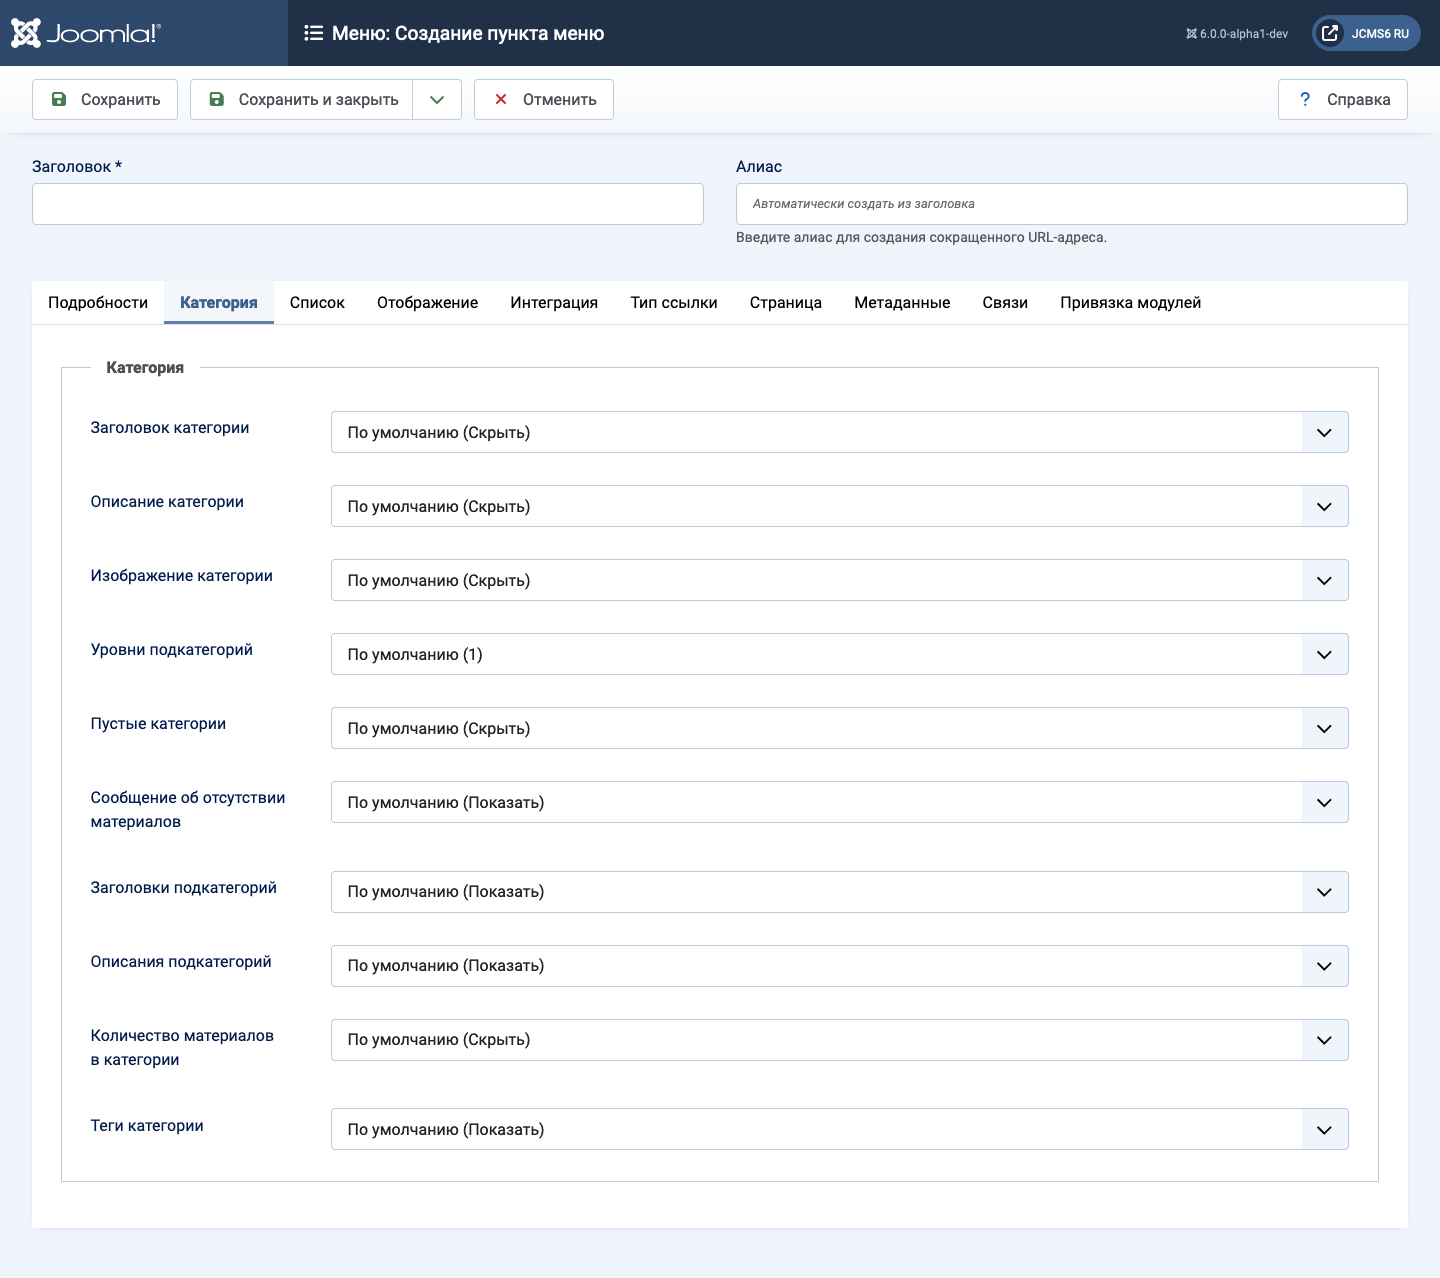 Joomla!®
Меню: Создание пункта меню
6.0.0-alpha1-dev
JCMS6 RU
Сохранить
Сохранить и закрыть
Отменить
? Справка
Заголовок *
Алиас
Автоматически создать из заголовка
Введите алиас для создания сокращенного URL-адреса.
Подробности Категория Список Отображение Интеграция Тип ссылки Страница Метаданные Связи Привязка модулей
Категория
Заголовок категории
По умолчанию (Скрыть)
Описание категории
По умолчанию (Скрыть)
Изображение категории
По умолчанию (Скрыть)
Уровни подкатегорий
По умолчанию (1)
Пустые категории
По умолчанию (Скрыть)
Сообщение об отсутствии
материалов
По умолчанию (Показать)
Заголовки подкатегорий
По умолчанию (Показать)
Описания подкатегорий
По умолчанию (Показать)
Количество материалов
в категории
По умолчанию (Скрыть)
Теги категории
По умолчанию (Показать)